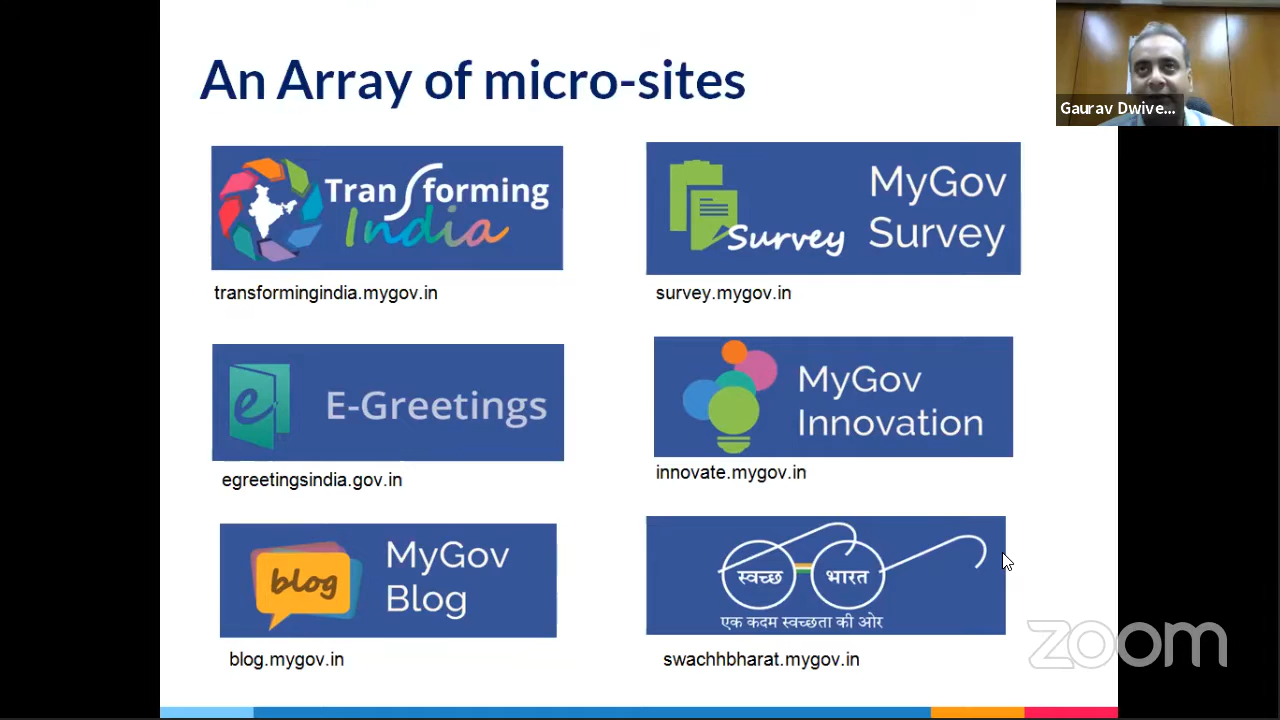 An Array of micro-sites
Gaurav Dwive...
Transforming
India
transformingindia.mygov.in
Survey
MyGov
Survey
survey.mygov.in
e
E-Greetings
egreetingsindia.gov.in
MyGov
Innovation
innovate.mygov.in
blog
MyGov
Blog
blog.mygov.in
स्वच्छ भारत
एक कदम स्वच्छता की ओर
swachhbharat.mygov.in
zoom